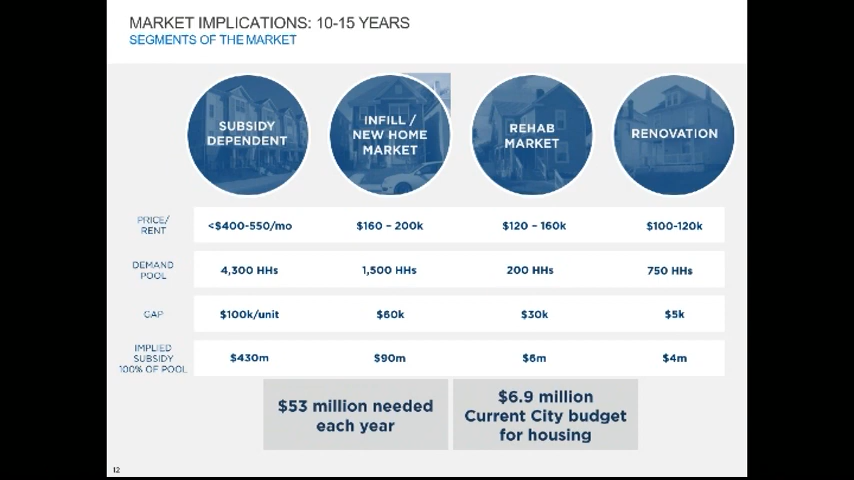 MARKET IMPLICATIONS: 10-15 YEARS
SEGMENTS OF THE MARKET
SUBSIDY
DEPENDENT
INFILL /
NEW HOME
MARKET
REHAB
MARKET
RENOVATION
PRICE/
RENT
<$400-550/mo
$160 – 200k
$120 – 160k
$100-120k
DEMAND
POOL
4,300 HHs
1,500 HHs
200 HHs
750 HHs
GAP
$100k/unit
$60k
$30k
$5k
IMPLIED
SUBSIDY
100% OF POOL
$430m
$90m
$6m
$4m
$53 million needed
each year
$6.9 million
Current City budget
for housing
12